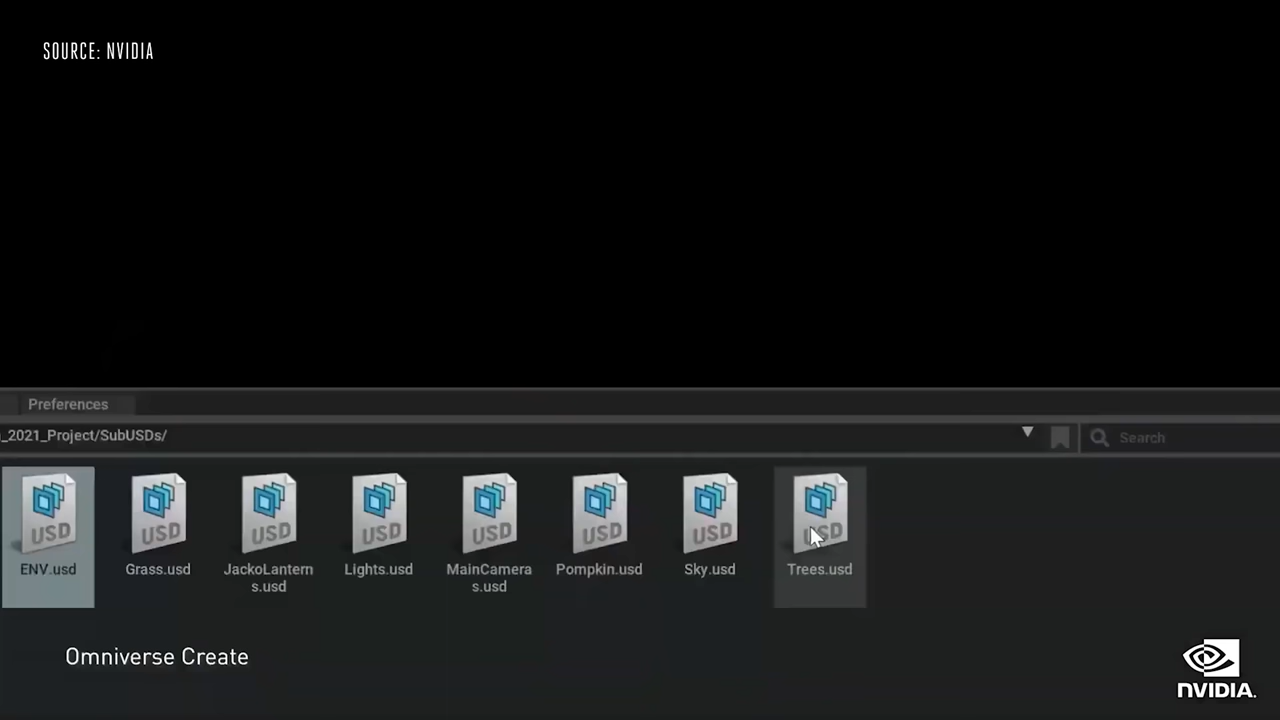 SOURCE: NVIDIA
Preferences
_2021_Project/SubUSDs/
Search
USD USD USD USD USD USD USD USD
ENV.usd Grass.usd JackoLantern Lights.usd MainCamera Pompkin.usd Sky.usd Trees.usd
s.usd s.usd
Omniverse Create
NVIDIA.